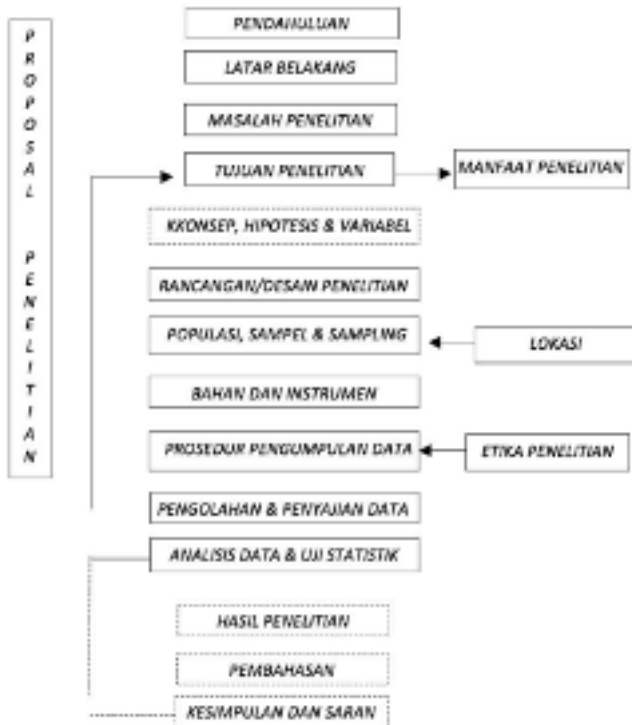 PROPOSAL PENELITIAN
PENDAHULUAN
LATAR BELAKANG
MASALAH PENELITIAN
TUJUAN PENELITIAN
MANFAAT PENELITIAN
KKONSEP, HIPOTESIS & VARIABEL
RANCANGAN/DESAIN PENELITIAN
POPULASI, SAMPEL & SAMPLING
LOKASI
BAHAN DAN INSTRUMEN
PROSEDUR PENGUMPULAN DATA
ETIKA PENELITIAN
PENGOLAHAN & PENYAJIAN DATA
ANALISIS DATA & UJI STATISTIK
HASIL PENELITIAN
PEMBAHASAN
KESIMPULAN DAN SARAN